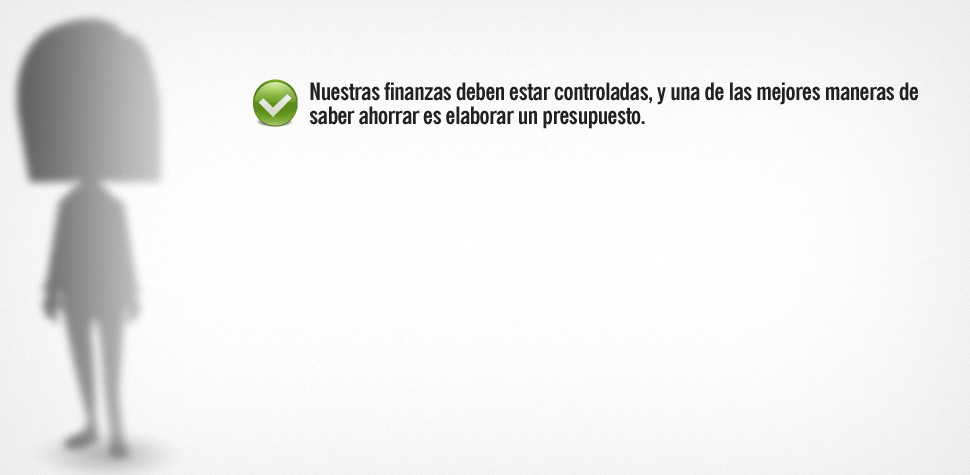 Nuestras finanzas deben estar controladas, y una de las mejores maneras de
saber ahorrar es elaborar un presupuesto.